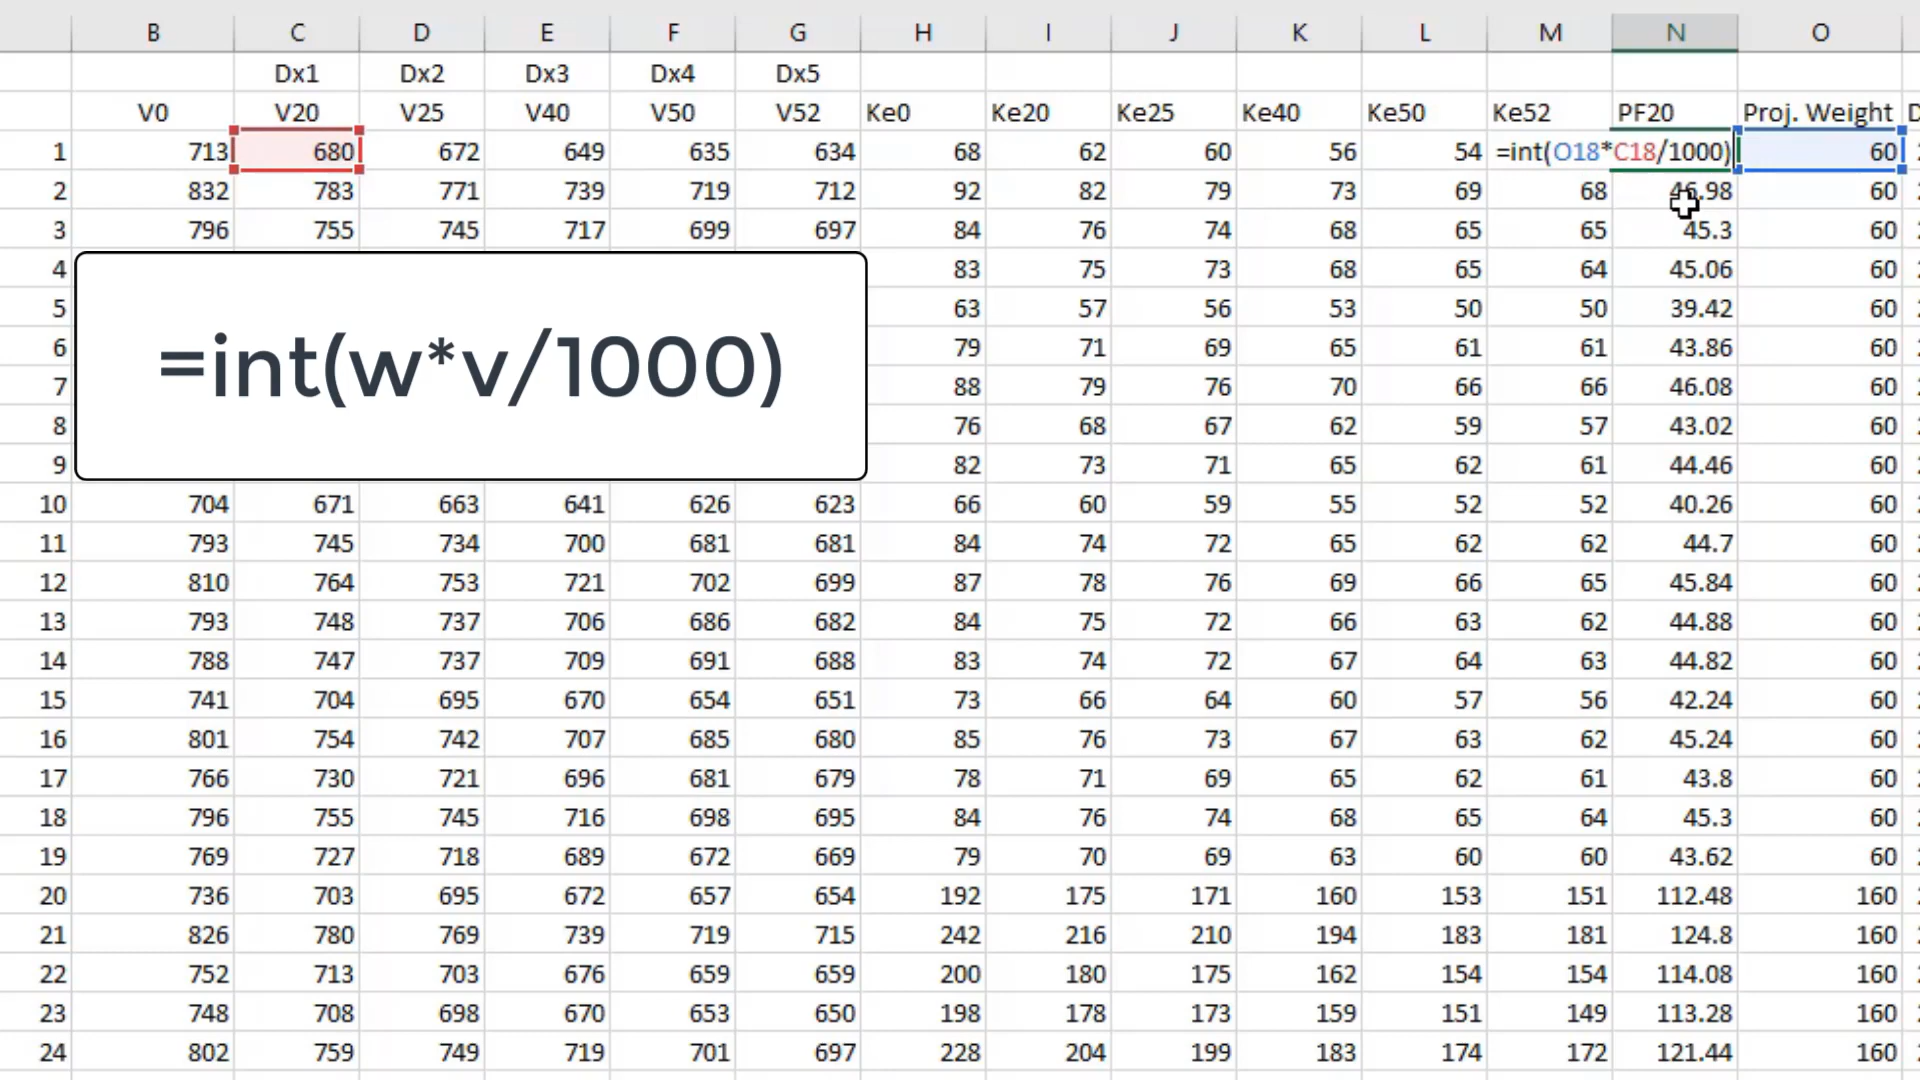 B C D E F G H I J K L M N O
Dx1 Dx2 Dx3 Dx4 Dx5
V0 V20 V25 V40 V50 V52 Ke0 Ke20 Ke25 Ke40 Ke50 Ke52 PF20 Proj. Weight D
1 713 680 672 649 635 634 68 62 60 56 54 =int(O18*C18/1000) 60
2 832 783 771 739 719 712 92 82 79 73 69 68 46.98 60
3 796 755 745 717 699 697 84 76 74 68 65 65 45.3 60
4 83 75 73 68 65 64 45.06 60
5 63 57 56 53 50 50 39.42 60
=int(w*v/1000)
6 79 71 69 65 61 61 43.86 60
7 88 79 76 70 66 66 46.08 60
8 76 68 67 62 59 57 43.02 60
9 82 73 71 65 62 61 44.46 60
10 704 671 663 641 626 623 66 60 59 55 52 52 40.26 60
11 793 745 734 700 681 681 84 74 72 65 62 62 44.7 60
12 810 764 753 721 702 699 87 78 76 69 66 65 45.84 60
13 793 748 737 706 686 682 84 75 72 66 63 62 44.88 60
14 788 747 737 709 691 688 83 74 72 67 64 63 44.82 60
15 741 704 695 670 654 651 73 66 64 60 57 56 42.24 60
16 801 754 742 707 685 680 85 76 73 67 63 62 45.24 60
17 766 730 721 696 681 679 78 71 69 65 62 61 43.8 60
18 796 755 745 716 698 695 84 76 74 68 65 64 45.3 60
19 769 727 718 689 672 669 79 70 69 63 60 60 43.62 60
20 736 703 695 672 657 654 192 175 171 160 153 151 112.48 160
21 826 780 769 739 719 715 242 216 210 194 183 181 124.8 160
22 752 713 703 676 659 659 200 180 175 162 154 154 114.08 160
23 748 708 698 670 653 650 198 178 173 159 151 149 113.28 160
24 802 759 749 719 701 697 228 204 199 183 174 172 121.44 160